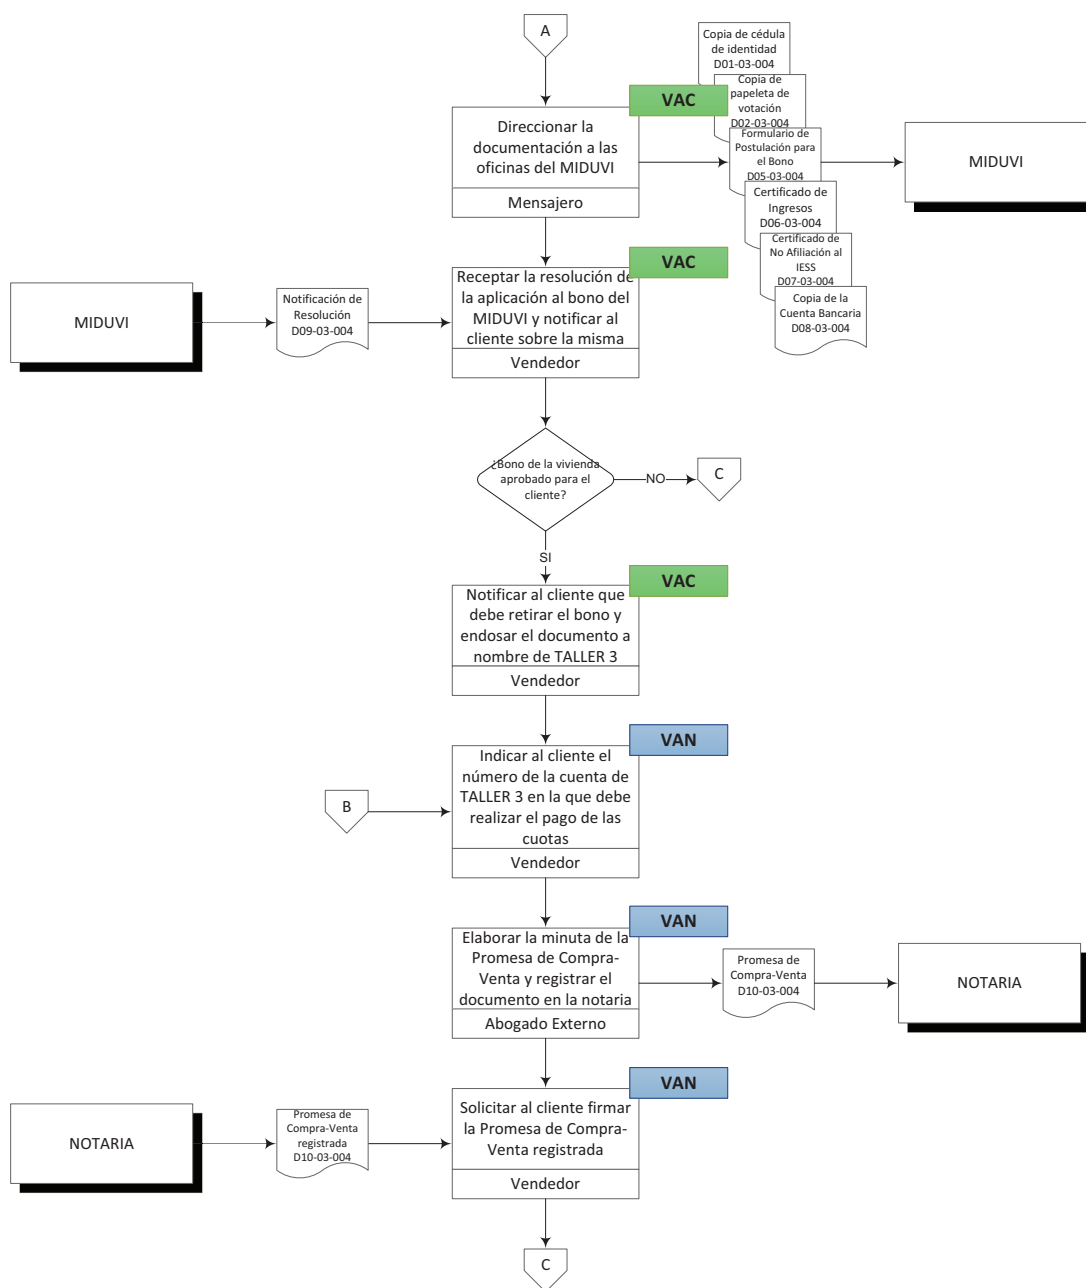 A
Copia de cédula
de identidad
D01-03-004
Copia de
papeleta de
votación
D02-03-004
VAC
Direccionar la
documentación a las
oficinas del MIDUVI
Mensajero
Formulario de
Postulación para
el Bono
D05-03-004
MIDUVI
Certificado de
Ingresos
D06-03-004
Certificado de
No Afiliación al
IESS
D07-03-004
Copia de la
Cuenta Bancaria
D08-03-004
VAC
MIDUVI
Notificación de
Resolución
D09-03-004
Receptar la resolución de
la aplicación al bono del
MIDUVI y notificar al
cliente sobre la misma
Vendedor
¿Bono de la vivienda
aprobado para el
cliente?
NO
C
SI
VAC
Notificar al cliente que
debe retirar el bono y
endosar el documento a
nombre de TALLER 3
Vendedor
VAN
B
Indicar al cliente el
número de la cuenta de
TALLER 3 en la que debe
realizar el pago de las
cuotas
Vendedor
VAN
Elaborar la minuta de la
Promesa de Compra-
Venta y registrar el
documento en la notaria
Abogado Externo
Promesa de
Compra-Venta
D10-03-004
NOTARIA
VAN
NOTARIA
Promesa de
Compra-Venta
registrada
D10-03-004
Solicitar al cliente firmar
la Promesa de Compra-
Venta registrada
Vendedor
C